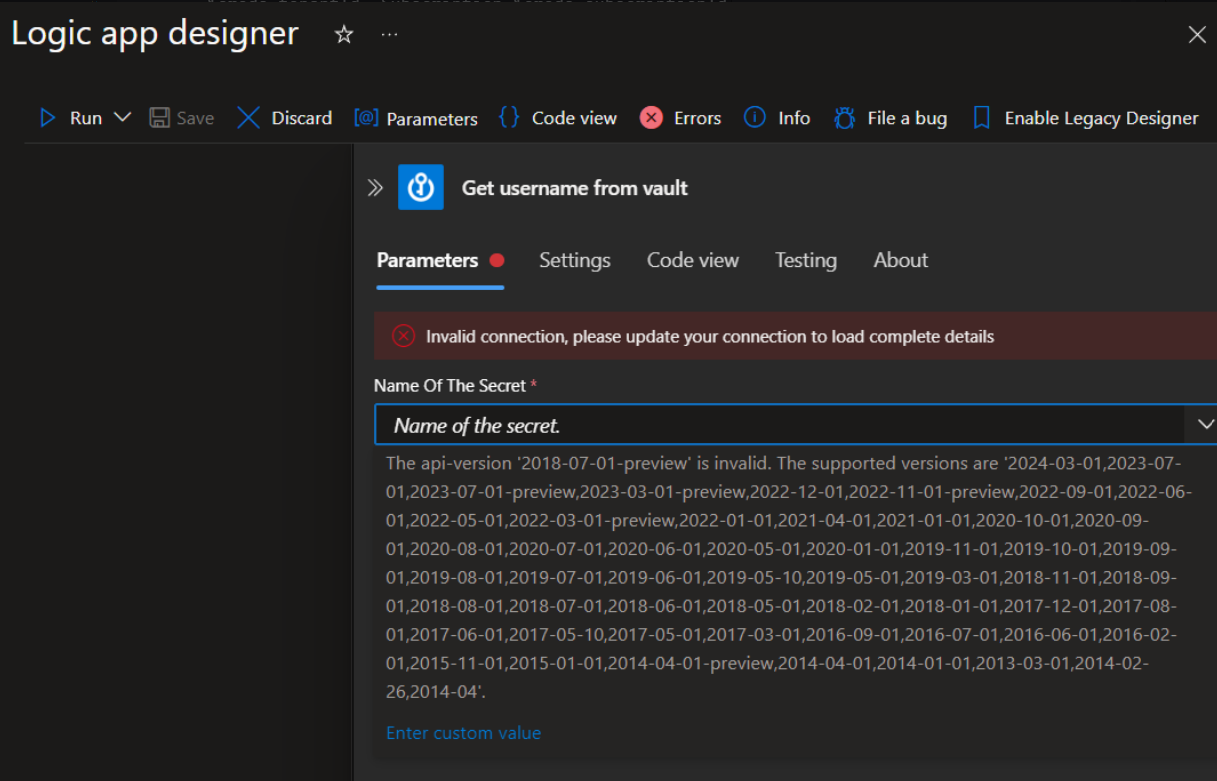 Logic app designer ☆ ...
Run Save Discard [@] Parameters {} Code view Errors Info File a bug Enable Legacy Designer
Get username from vault
Parameters Settings Code view Testing About
Invalid connection, please update your connection to load complete details
Name Of The Secret *
Name of the secret.
The api-version '2018-07-01-preview' is invalid. The supported versions are '2024-03-01,2023-07-
01,2023-07-01-preview,2023-03-01-preview,2022-12-01,2022-11-01-preview,2022-09-01,2022-06-
01,2022-05-01,2022-03-01-preview,2022-01-01,2021-04-01,2021-01-01,2020-10-01,2020-09-
01,2020-08-01,2020-07-01,2020-06-01,2020-05-01,2020-01-01,2019-11-01,2019-10-01,2019-09-
01,2019-08-01,2019-07-01,2019-06-01,2019-05-10,2019-05-01,2019-03-01,2018-11-01,2018-09-
01,2018-08-01,2018-07-01,2018-06-01,2018-05-01,2018-02-01,2018-01-01,2017-12-01,2017-08-
01,2017-06-01,2017-05-10,2017-05-01,2017-03-01,2016-09-01,2016-07-01,2016-06-01,2016-02-
01,2015-11-01,2015-01-01,2014-04-01-preview,2014-04-01,2014-01-01,2013-03-01,2014-02-
26,2014-04'.
Enter custom value